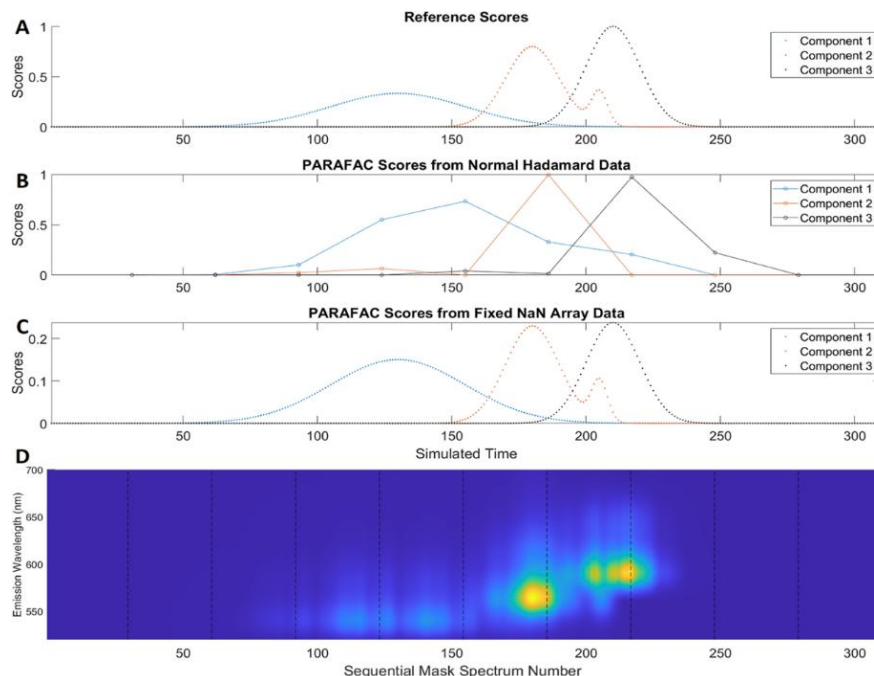 A
Reference Scores
1
0.5
0
Scores
Component 1
Component 2
Component 3
50 100 150 200 250 300
B
PARAFAC Scores from Normal Hadamard Data
1
0.5
0
Scores
Component 1
Component 2
Component 3
50 100 150 200 250 300
C
PARAFAC Scores from Fixed NaN Array Data
0.2
0.1
0
Scores
Component 1
Component 2
Component 3
50 100 150 200 250 300
Simulated Time
D
700
650
600
550
Emission Wavelength (nm)
50 100 150 200 250 300
Sequential Mask Spectrum Number